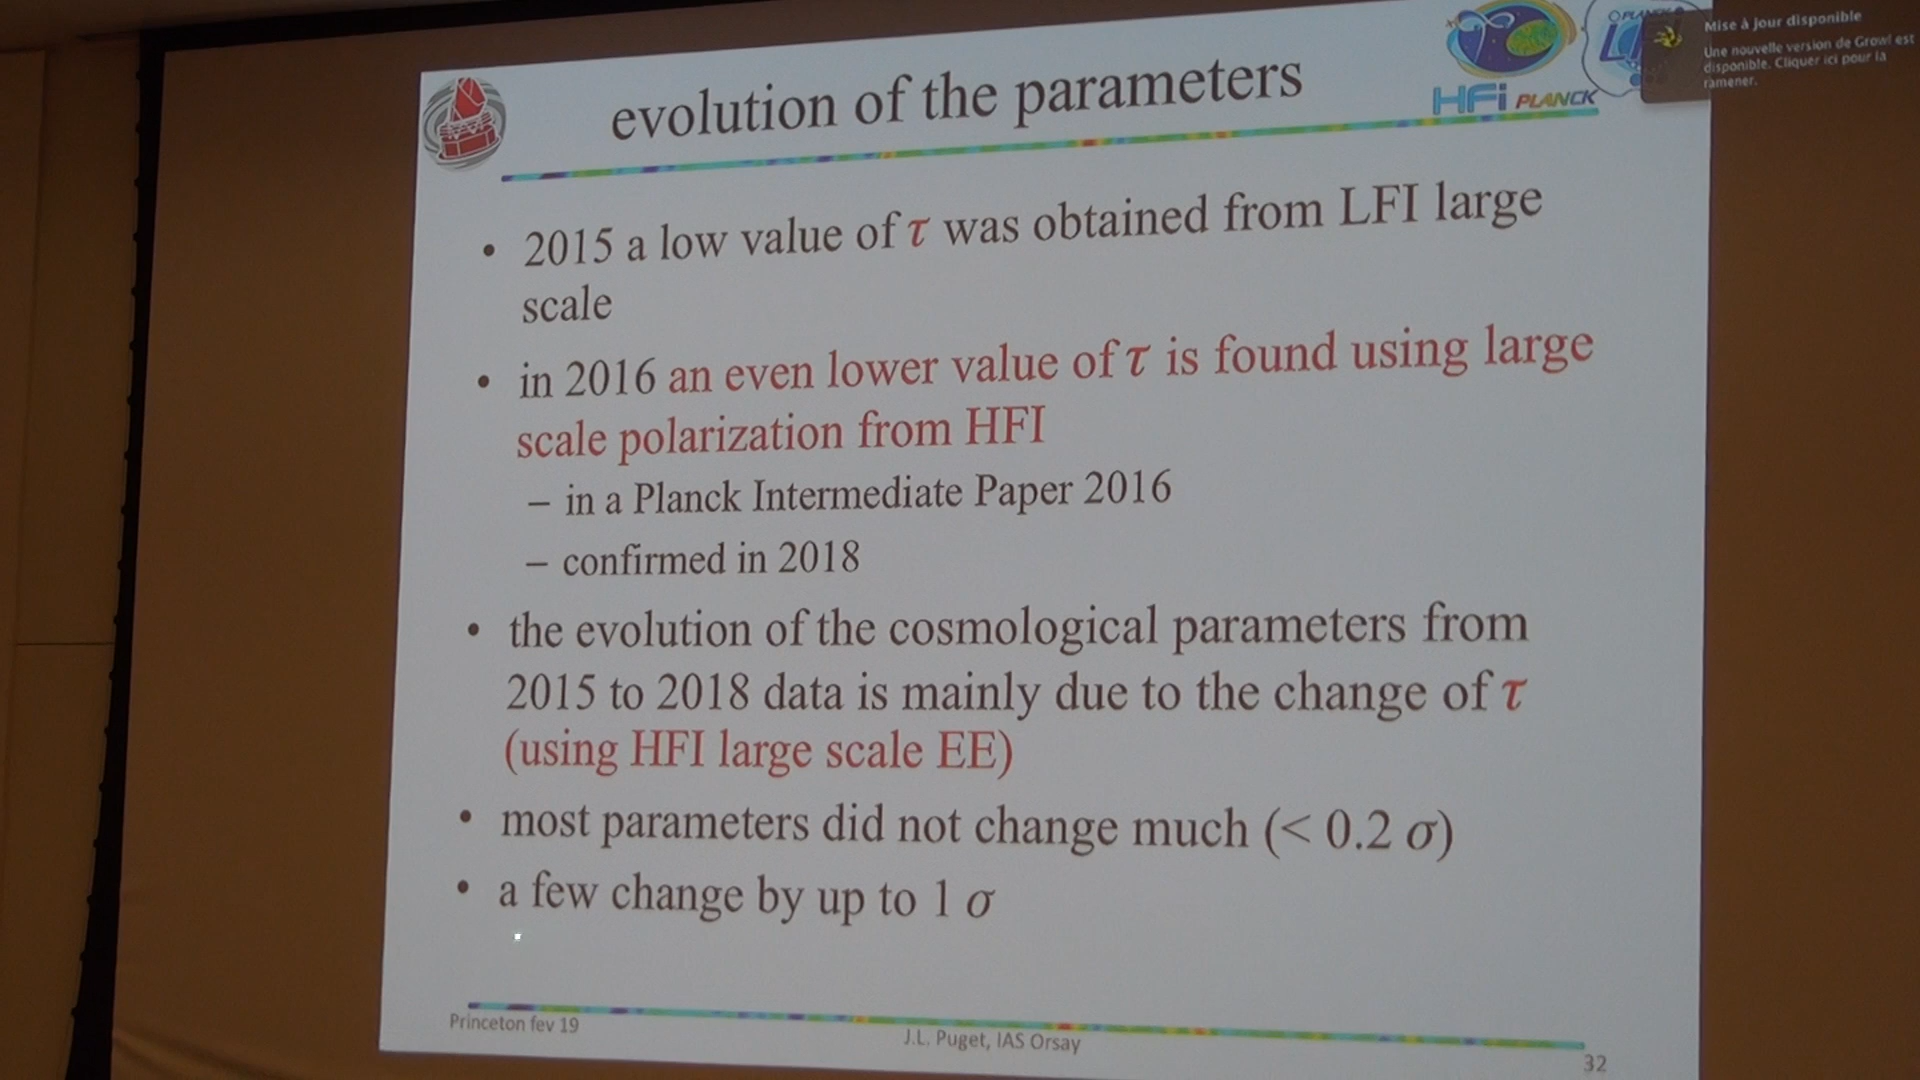 evolution of the parameters
HFi PLANCK
Mise à jour disponible
Une nouvelle version de Growl est
disponible. Cliquer ici pour la
ramener.
• 2015 a low value of τ was obtained from LFI large
scale
• in 2016 an even lower value of τ is found using large
scale polarization from HFI
– in a Planck Intermediate Paper 2016
– confirmed in 2018
• the evolution of the cosmological parameters from
2015 to 2018 data is mainly due to the change of τ
(using HFI large scale EE)
• most parameters did not change much (< 0.2 σ)
• a few change by up to 1 σ
Princeton fev 19
J.L. Puget, IAS Orsay
32